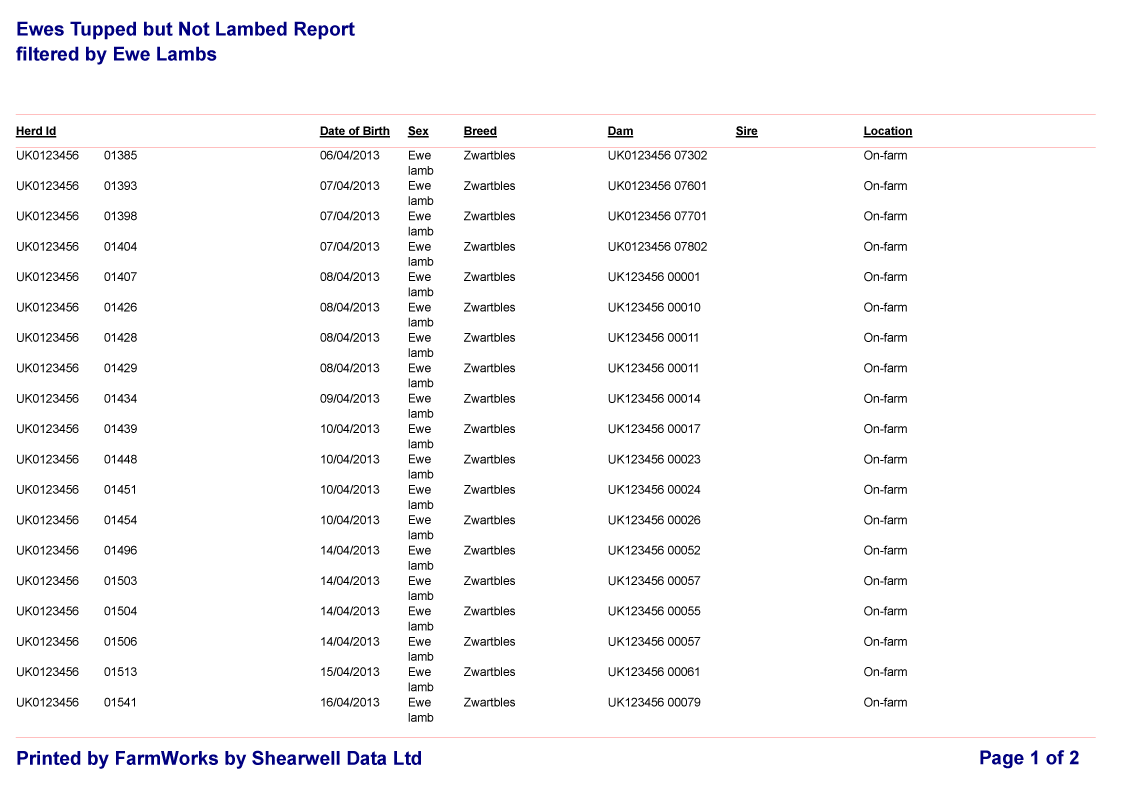 Ewes Tupped but Not Lambed Report
filtered by Ewe Lambs
Herd Id Date of Birth Sex Breed Dam Sire Location
UK0123456 01385 06/04/2013 Ewe Zwartbles UK0123456 07302 On-farm
lamb
UK0123456 01393 07/04/2013 Ewe Zwartbles UK0123456 07601 On-farm
lamb
UK0123456 01398 07/04/2013 Ewe Zwartbles UK0123456 07701 On-farm
lamb
UK0123456 01404 07/04/2013 Ewe Zwartbles UK0123456 07802 On-farm
lamb
UK0123456 01407 08/04/2013 Ewe Zwartbles UK123456 00001 On-farm
lamb
UK0123456 01426 08/04/2013 Ewe Zwartbles UK123456 00010 On-farm
lamb
UK0123456 01428 08/04/2013 Ewe Zwartbles UK123456 00011 On-farm
lamb
UK0123456 01429 08/04/2013 Ewe Zwartbles UK123456 00011 On-farm
lamb
UK0123456 01434 09/04/2013 Ewe Zwartbles UK123456 00014 On-farm
lamb
UK0123456 01439 10/04/2013 Ewe Zwartbles UK123456 00017 On-farm
lamb
UK0123456 01448 10/04/2013 Ewe Zwartbles UK123456 00023 On-farm
lamb
UK0123456 01451 10/04/2013 Ewe Zwartbles UK123456 00024 On-farm
lamb
UK0123456 01454 10/04/2013 Ewe Zwartbles UK123456 00026 On-farm
lamb
UK0123456 01496 14/04/2013 Ewe Zwartbles UK123456 00052 On-farm
lamb
UK0123456 01503 14/04/2013 Ewe Zwartbles UK123456 00057 On-farm
lamb
UK0123456 01504 14/04/2013 Ewe Zwartbles UK123456 00055 On-farm
lamb
UK0123456 01506 14/04/2013 Ewe Zwartbles UK123456 00057 On-farm
lamb
UK0123456 01513 15/04/2013 Ewe Zwartbles UK123456 00061 On-farm
lamb
UK0123456 01541 16/04/2013 Ewe Zwartbles UK123456 00079 On-farm
lamb
Printed by FarmWorks by Shearwell Data Ltd Page 1 of 2